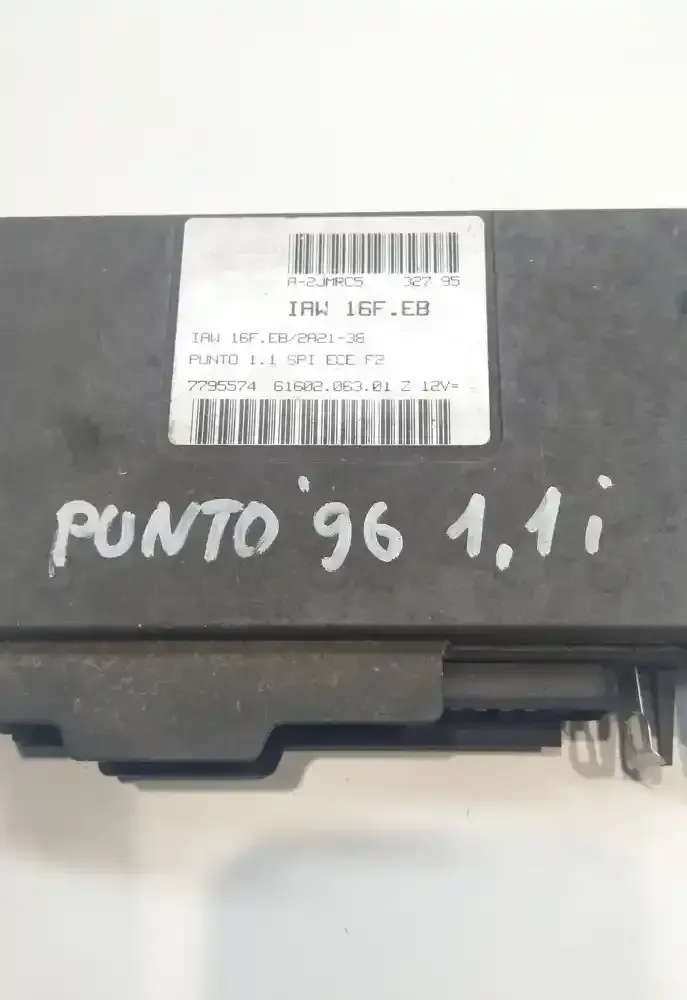 A-2JMRC5 327 95
IAW 16F.EB
IAW 16F.EB/2A21-38
PUNTO 1.1 SPI ECE F2
7795574 61602.063.01 Z 12V=
PUNTO '96 1,1i